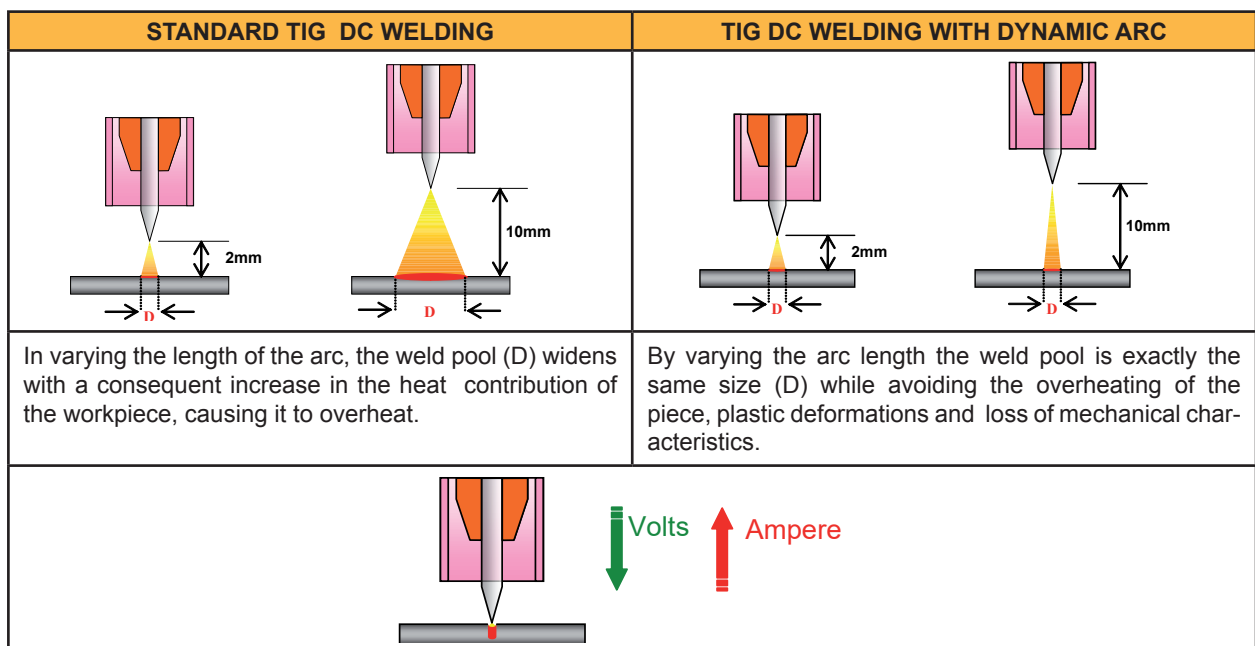 STANDARD TIG DC WELDING
TIG DC WELDING WITH DYNAMIC ARC
2mm
D
10mm
D
2mm
D
10mm
D
In varying the length of the arc, the weld pool (D) widens
with a consequent increase in the heat contribution of
the workpiece, causing it to overheat.
By varying the arc length the weld pool is exactly the
same size (D) while avoiding the overheating of the
piece, plastic deformations and loss of mechanical char-
acteristics.
Volts
Ampere